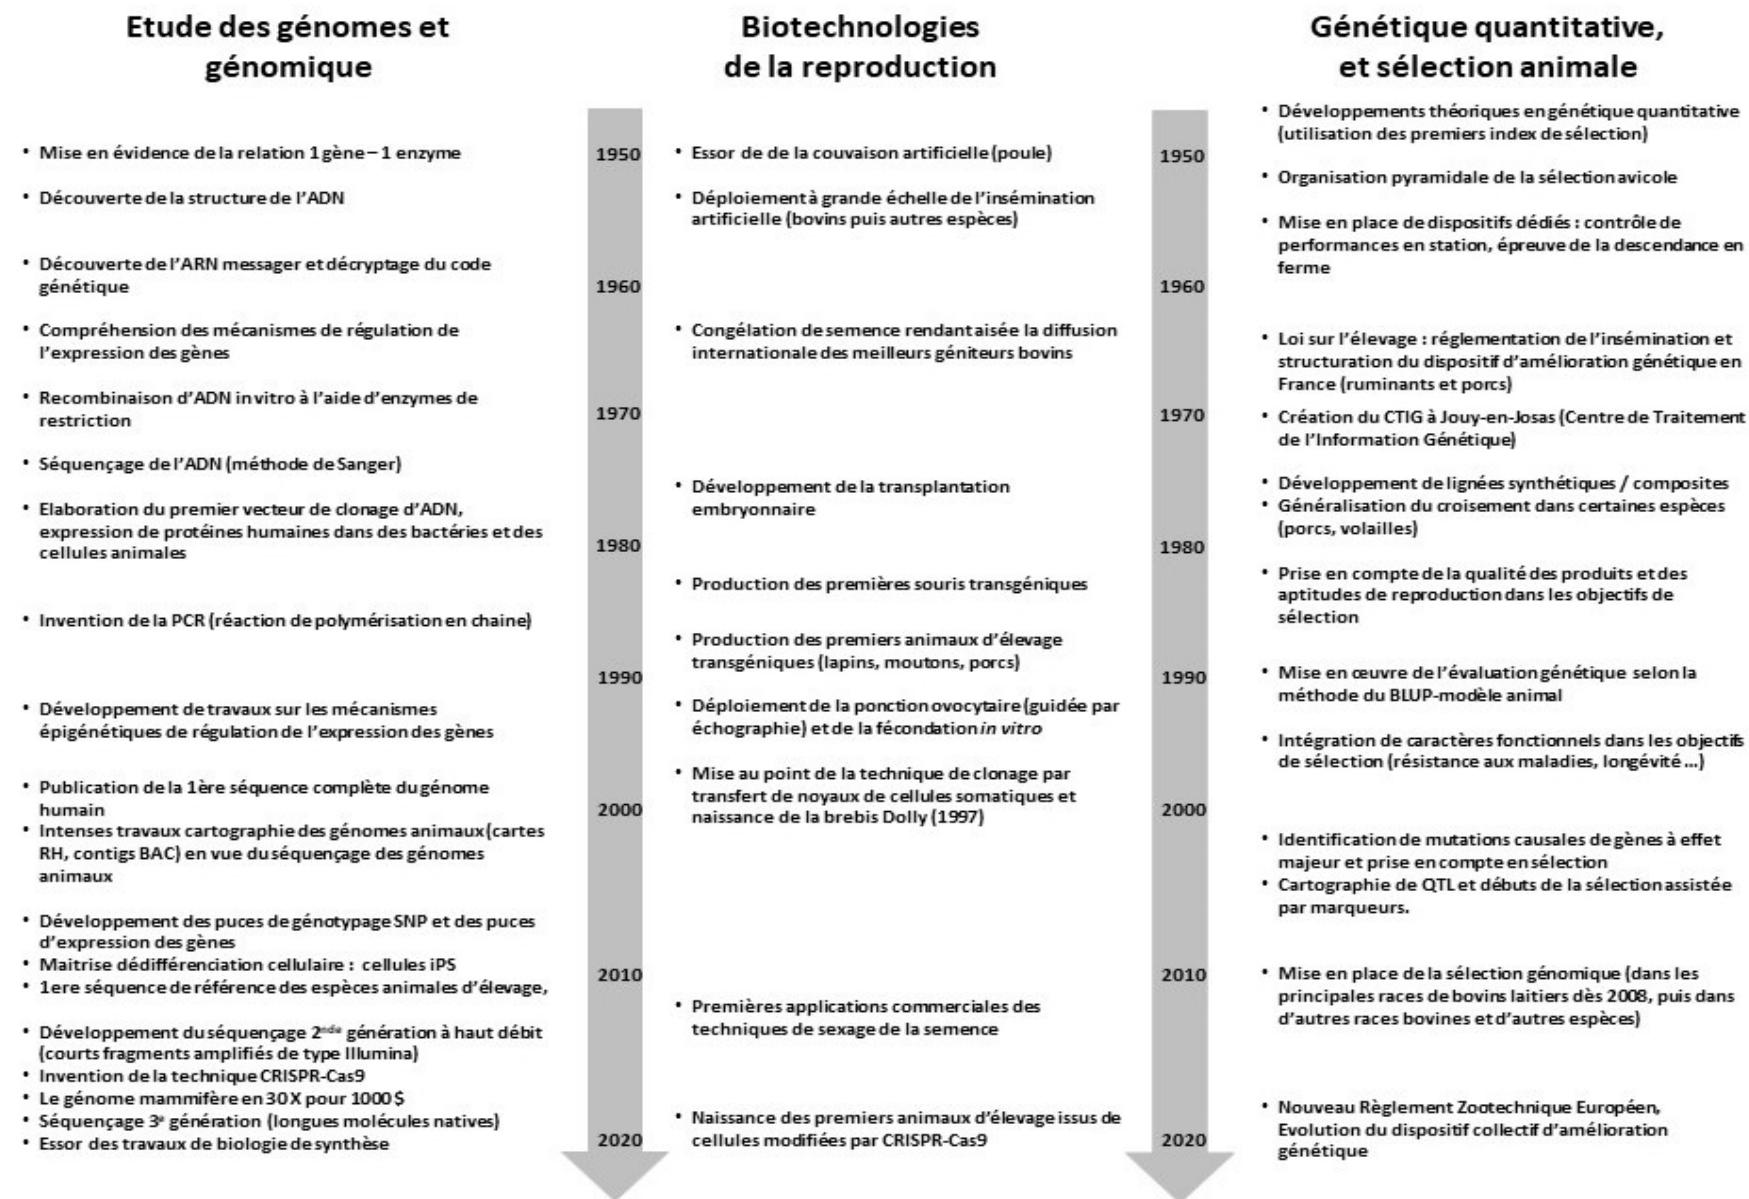 Etude des génomes et
génomique
• Mise en évidence de la relation 1 gène – 1 enzyme
• Découverte de la structure de l'ADN
• Découverte de l'ARN messager et décryptage du code
génétique
• Compréhension des mécanismes de régulation de
l'expression des gènes
• Recombinaison d'ADN in vitro à l'aide d'enzymes de
restriction
• Séquençage de l'ADN (méthode de Sanger)
• Elaboration du premier vecteur de clonage d'ADN,
expression de protéines humaines dans des bactéries et des
cellules animales
• Invention de la PCR (réaction de polymérisation en chaine)
• Développement de travaux sur les mécanismes
épigénétiques de régulation de l'expression des gènes
• Publication de la 1ère séquence complète du génome
humain
• Intenses travaux cartographie des génomes animaux (cartes
RH, contigs BAC) en vue du séquençage des génomes
animaux
• Développement des puces de génotypage SNP et des puces
d'expression des gènes
• Maitrise dédifférenciation cellulaire : cellules iPS
• 1ere séquence de référence des espèces animales d'élevage,
• Développement du séquençage 2nde génération à haut débit
(courts fragments amplifiés de type Illumina)
• Invention de la technique CRISPR-Cas9
• Le génome mammifère en 30 X pour 1000 $
• Séquençage 3e génération (longues molécules natives)
• Essor des travaux de biologie de synthèse
1950
1960
1970
1980
1990
2000
2010
2020
Biotechnologies
de la reproduction
• Essor de de la couvaison artificielle (poule)
• Déploiement à grande échelle de l'insémination
artificielle (bovins puis autres espèces)
• Congélation de semence rendant aisée la diffusion
internationale des meilleurs géniteurs bovins
• Développement de la transplantation
embryonnaire
• Production des premières souris transgéniques
• Production des premiers animaux d'élevage
transgéniques (lapins, moutons, porcs)
• Déploiement de la ponction ovocytaire (guidée par
échographie) et de la fécondation in vitro
• Mise au point de la technique de clonage par
transfert de noyaux de cellules somatiques et
naissance de la brebis Dolly (1997)
• Premières applications commerciales des
techniques de sexage de la semence
• Naissance des premiers animaux d'élevage issus de
cellules modifiées par CRISPR-Cas9
1950
1960
1970
1980
1990
2000
2010
2020
Génétique quantitative,
et sélection animale
• Développements théoriques en génétique quantitative
(utilisation des premiers index de sélection)
• Organisation pyramidale de la sélection avicole
• Mise en place de dispositifs dédiés : contrôle de
performances en station, épreuve de la descendance en
ferme
• Loi sur l'élevage : réglementation de l'insémination et
structuration du dispositif d'amélioration génétique en
France (ruminants et porcs)
• Création du CTIG à Jouy-en-Josas (Centre de Traitement
de l'Information Génétique)
• Développement de lignées synthétiques / composites
• Généralisation du croisement dans certaines espèces
(porcs, volailles)
• Prise en compte de la qualité des produits et des
aptitudes de reproduction dans les objectifs de
sélection
• Mise en œuvre de l'évaluation génétique selon la
méthode du BLUP-modèle animal
• Intégration de caractères fonctionnels dans les objectifs
de sélection (résistance aux maladies, longévité ...)
• Identification de mutations causales de gènes à effet
majeur et prise en compte en sélection
• Cartographie de QTL et débuts de la sélection assistée
par marqueurs.
• Mise en place de la sélection génomique (dans les
principales races de bovins laitiers dès 2008, puis dans
d'autres races bovines et d'autres espèces)
• Nouveau Règlement Zootechnique Européen,
Evolution du dispositif collectif d'amélioration
génétique